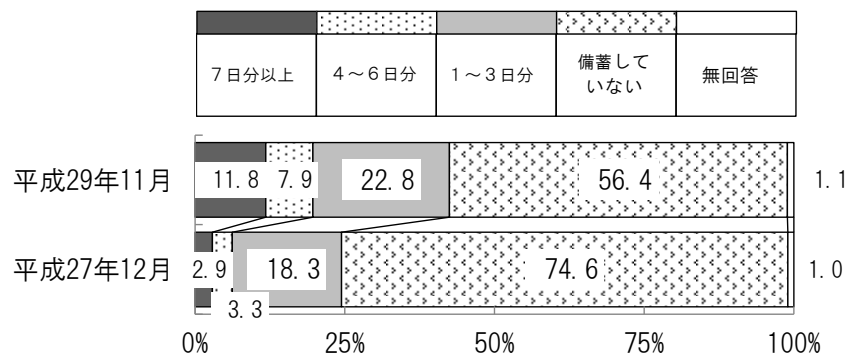 7日分以上
4～6日分
1～3日分
備蓄して
いない
無回答
平成29年11月
11.8
7.9
22.8
56.4
1.1
平成27年12月
2.9
3.3
18.3
74.6
1.0
0%
25%
50%
75%
100%